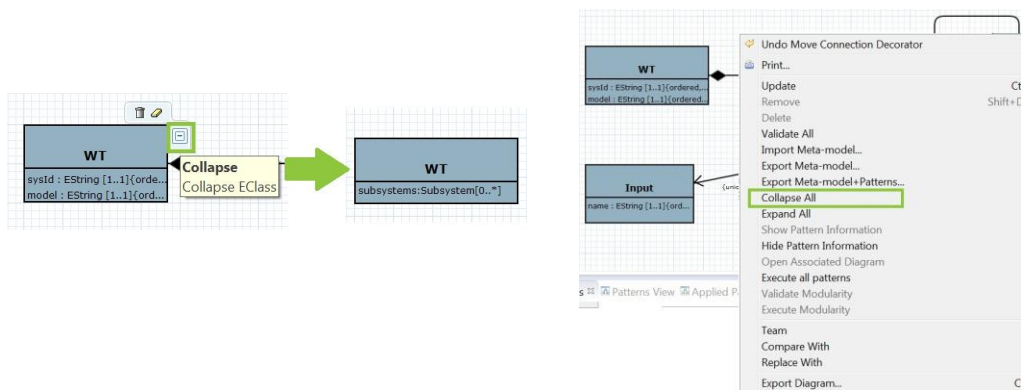 WT
sysId : EString [1..1]{orde...
model : EString [1..1]{ord...
Collapse
Collapse EClass
WT
subsystems:Subsystem[0..*]
WT
sysId : EString [1..1]{ordered,...
model : EString [1..1]{ordered...
Input
name : EString [1..1]{ord...
{uniq
s Patterns View Applied P
Undo Move Connection Decorator
Print...
Update Ct
Remove Shift+D
Delete
Validate All
Import Meta-model...
Export Meta-model...
Export Meta-model+Patterns...
Collapse All
Expand All
Show Pattern Information
Hide Pattern Information
Open Associated Diagram
Execute all patterns
Validate Modularity
Execute Modularity
Team
Compare With
Replace With
Export Diagram... C